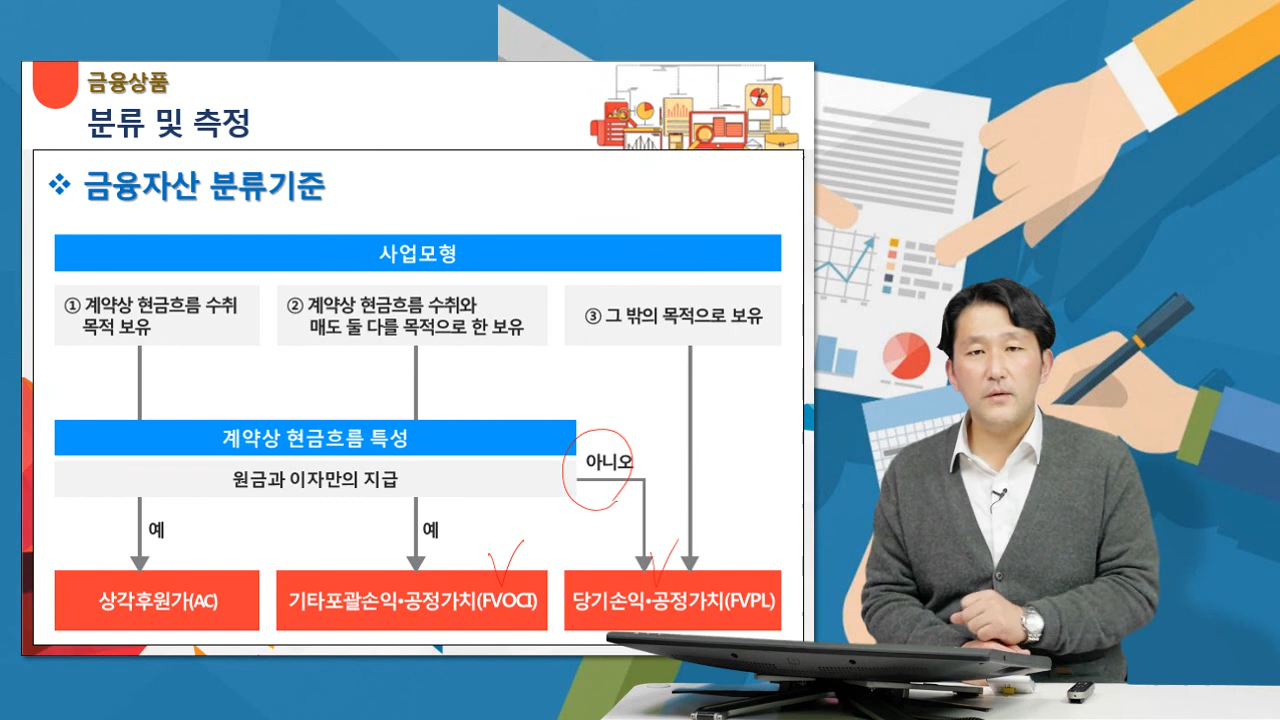 금융상품
분류 및 측정
금융자산 분류기준
사업모형
① 계약상 현금흐름 수취
목적 보유
② 계약상 현금흐름 수취와
매도 둘 다를 목적으로 한 보유
③ 그 밖의 목적으로 보유
계약상 현금흐름 특성
아니오
원금과 이자만의 지급
예
예
상각후원가(AC)
기타포괄손익•공정가치(FVOCI)
당기손익•공정가치(FVPL)